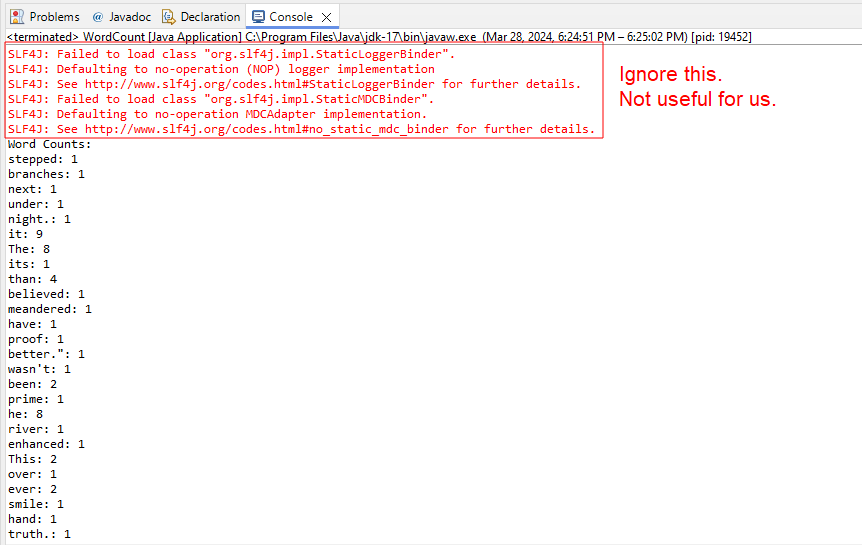 Problems @ Javadoc Declaration Console
<terminated> WordCount [Java Application] C:\Program Files\Java\jdk-17\bin\javaw.exe (Mar 28, 2024, 6:24:51 PM – 6:25:02 PM) [pid: 19452]
SLF4J: Failed to load class "org.slf4j.impl.StaticLoggerBinder".
SLF4J: Defaulting to no-operation (NOP) logger implementation
SLF4J: See http://www.slf4j.org/codes.html#StaticLoggerBinder for further details.
SLF4J: Failed to load class "org.slf4j.impl.StaticMDCBinder".
SLF4J: Defaulting to no-operation MDCAdapter implementation.
SLF4J: See http://www.slf4j.org/codes.html#no_static_mdc_binder for further details.
Ignore this.
Not useful for us.
Word Counts:
stepped: 1
branches: 1
next: 1
under: 1
night.: 1
it: 9
The: 8
its: 1
than: 4
believed: 1
meandered: 1
have: 1
proof: 1
better.": 1
wasn't: 1
been: 2
prime: 1
he: 8
river: 1
enhanced: 1
This: 2
over: 1
ever: 2
smile: 1
hand: 1
truth.: 1